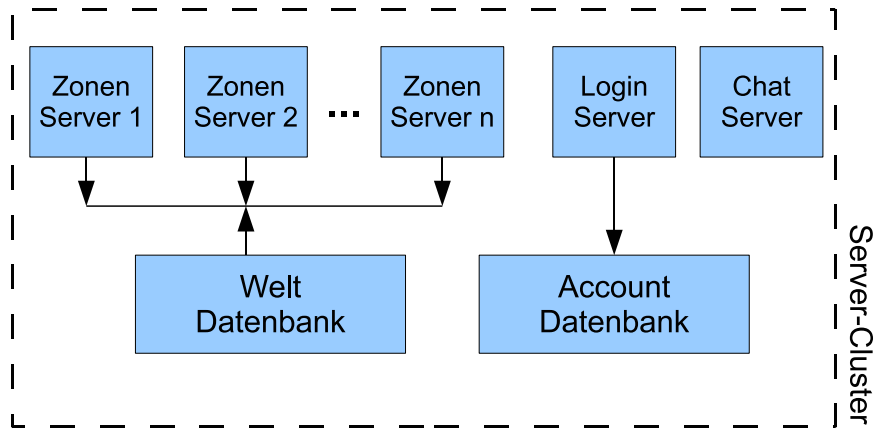 Zonen
Server 1
Zonen
Server 2
...
Zonen
Server n
Login
Server
Chat
Server
Welt
Datenbank
Account
Datenbank
Server-Cluster